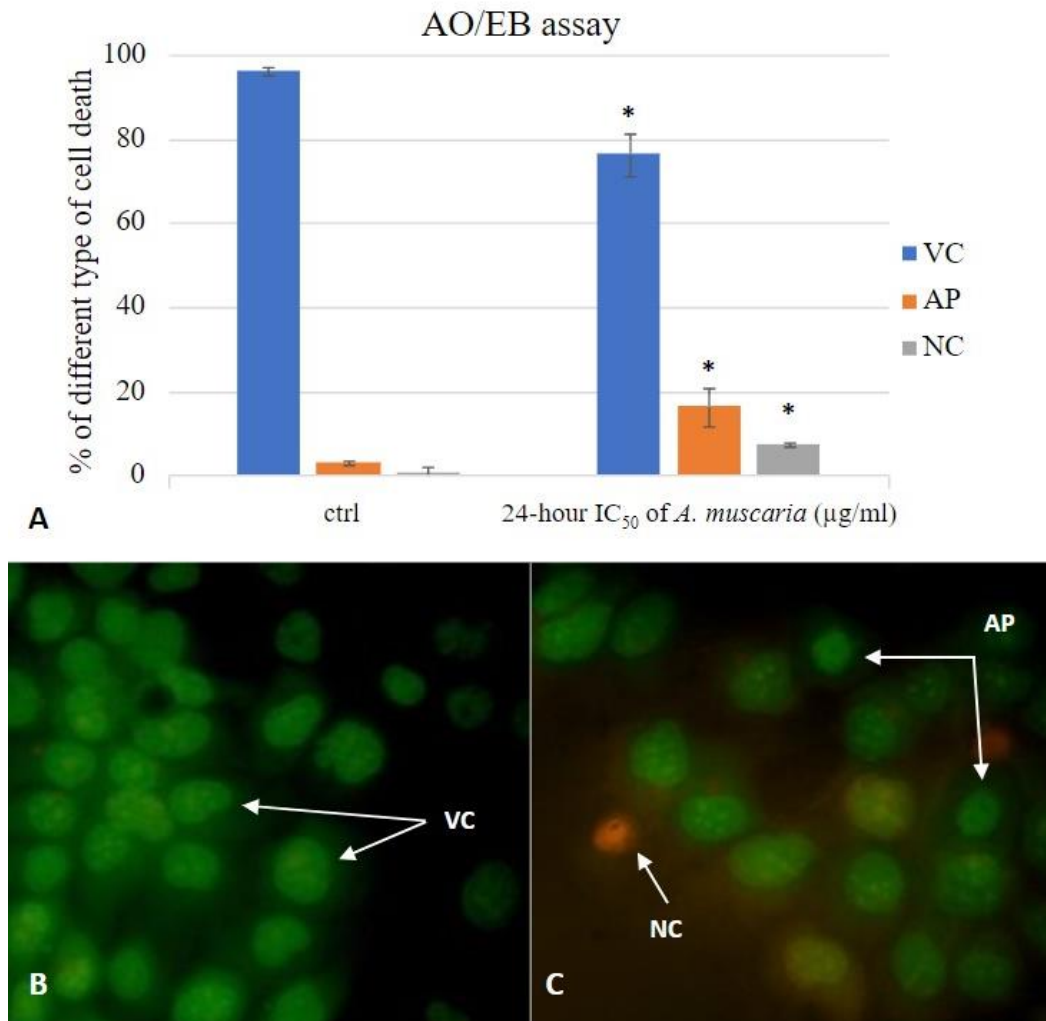 AO/EB assay
% of different type of cell death
100
80
60
40
20
0
*
*
*
VC
AP
NC
ctrl
24-hour IC₅₀ of A. muscaria (µg/ml)
A
VC
B
AP
NC
C